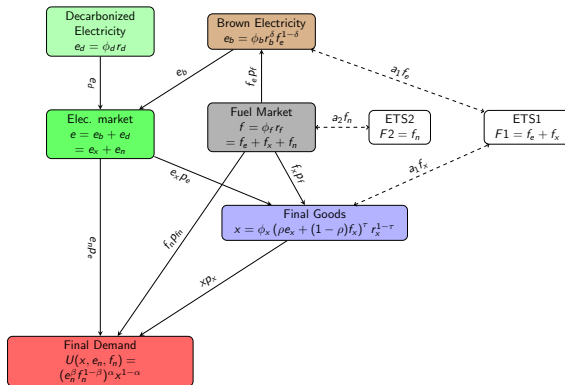 Decarbonized
Electricity
e_d = ϕ_d r_d
Brown Electricity
e_b = ϕ_b r_b^δ f_e^{1−δ}
e_d
e_b
f_e p_f
a_1 f_e
Elec. market
e = e_b + e_d
= e_x + e_n
Fuel Market
f = ϕ_f r_f
= f_e + f_x + f_n
a_2 f_n
ETS2
F2 = f_n
ETS1
F1 = f_e + f_x
e_x p_e
f_x p_f
a_1 f_x
Final Goods
x = ϕ_x (ρe_x + (1 − ρ)f_x)^τ r_x^{1−τ}
e_n p_e
f_n p_{fn}
x p_x
Final Demand
U(x, e_n, f_n) =
(e_n^β f_n^{1−β})^α x^{1−α}